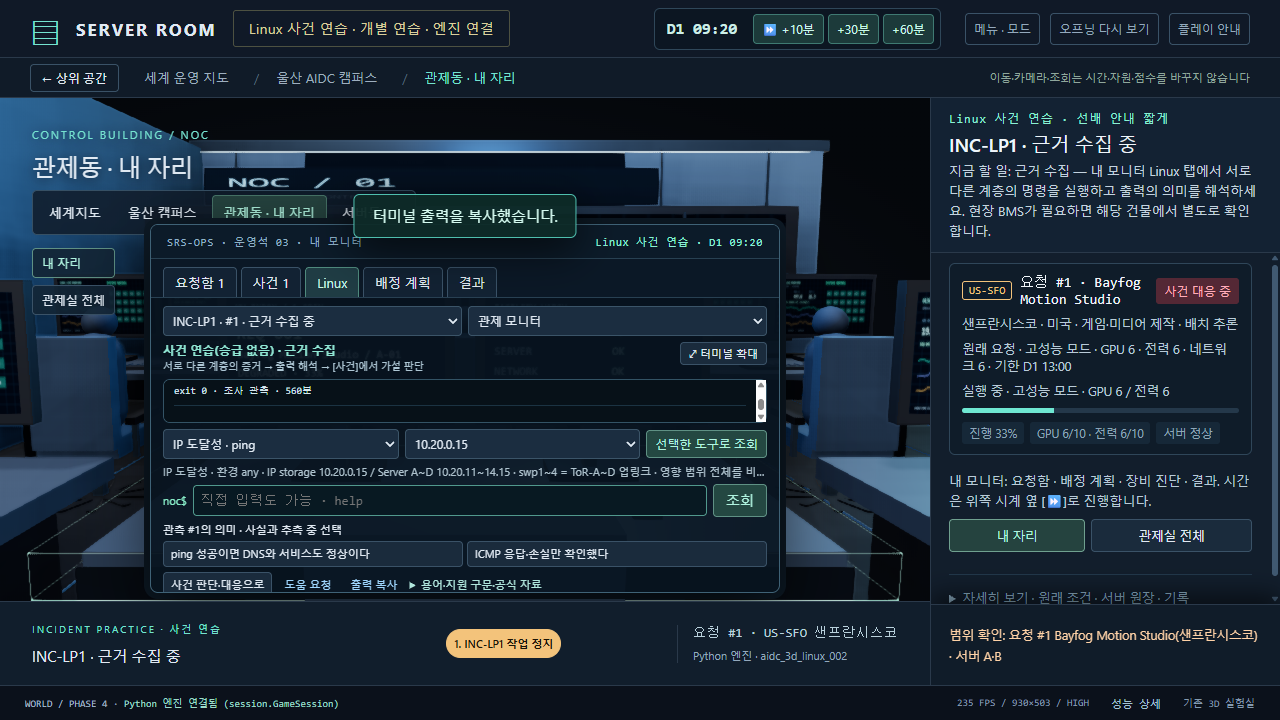 SERVER ROOM
Linux 사건 연습 · 개별 연습 · 엔진 연결
D1 09:20
⏩ +10분
+30분
+60분
메뉴 · 모드
오프닝 다시 보기
플레이 안내
← 상위 공간
세계 운영 지도 / 울산 AIDC 캠퍼스 / 관제동 · 내 자리
이동·카메라·조회는 시간·자원·점수를 바꾸지 않습니다
CONTROL BUILDING / NOC
관제동 · 내 자리
NOC / 01
세계지도
울산 캠퍼스
관제동 · 내 자리
내 자리
관제실 전체
터미널 출력을 복사했습니다.
SRS-OPS · 운영석 03 · 내 모니터
Linux 사건 연습 · D1 09:20
요청함 1
사건 1
Linux
배정 계획
결과
INC-LP1 · #1 · 근거 수집 중
관제 모니터
사건 연습(승급 없음) · 근거 수집
서로 다른 계층의 증거 → 출력 해석 → [사건]에서 가설 판단
⤢ 터미널 확대
exit 0 · 조사 관측 · 560분
IP 도달성 · ping
10.20.0.15
선택한 도구로 조회
IP 도달성 · 환경 any · IP storage 10.20.0.15 / Server A~D 10.20.11~14.15 · swp1~4 = ToR-A~D 업링크 · 영향 범위 전체를 비...
noc$
직접 입력도 가능 · help
조회
관측 #1의 의미 · 사실과 추측 중 선택
ping 성공이면 DNS와 서비스도 정상이다
ICMP 응답·손실만 확인했다
사건 판단·대응으로
도움 요청
출력 복사
▶ 용어·지원 구문·공식 자료
Linux 사건 연습 · 선배 안내 짧게
INC-LP1 · 근거 수집 중
지금 할 일: 근거 수집 — 내 모니터 Linux 탭에서 서로
다른 계층의 명령을 실행하고 출력의 의미를 해석하세
요. 현장 BMS가 필요하면 해당 건물에서 별도로 확인
합니다.
US-SFO
요청 #1 · Bayfog
Motion Studio
사건 대응 중
샌프란시스코 · 미국 · 게임·미디어 제작 · 배치 추론
원래 요청 · 고성능 모드 · GPU 6 · 전력 6 · 네트워
크 6 · 기한 D1 13:00
실행 중 · 고성능 모드 · GPU 6 / 전력 6
진행 33%
GPU 6/10 · 전력 6/10
서버 정상
내 모니터: 요청함 · 배정 계획 · 장비 진단 · 결과. 시간
은 위쪽 시계 옆 [⏩]로 진행합니다.
내 자리
관제실 전체
▶ 자세히 보기 · 원래 조건 · 서버 원장 · 기록
INCIDENT PRACTICE · 사건 연습
INC-LP1 · 근거 수집 중
1. INC-LP1 작업 정지
요청 #1 · US-SFO 샌프란시스코
Python 엔진 · aidc_3d_linux_002
범위 확인: 요청 #1 Bayfog Motion Studio(샌프란시스코)
· 서버 A·B
WORLD / PHASE 4 · Python 엔진 연결됨 (session.GameSession)
235 FPS / 930×503 / HIGH
성능 상세
기존 3D 실험실